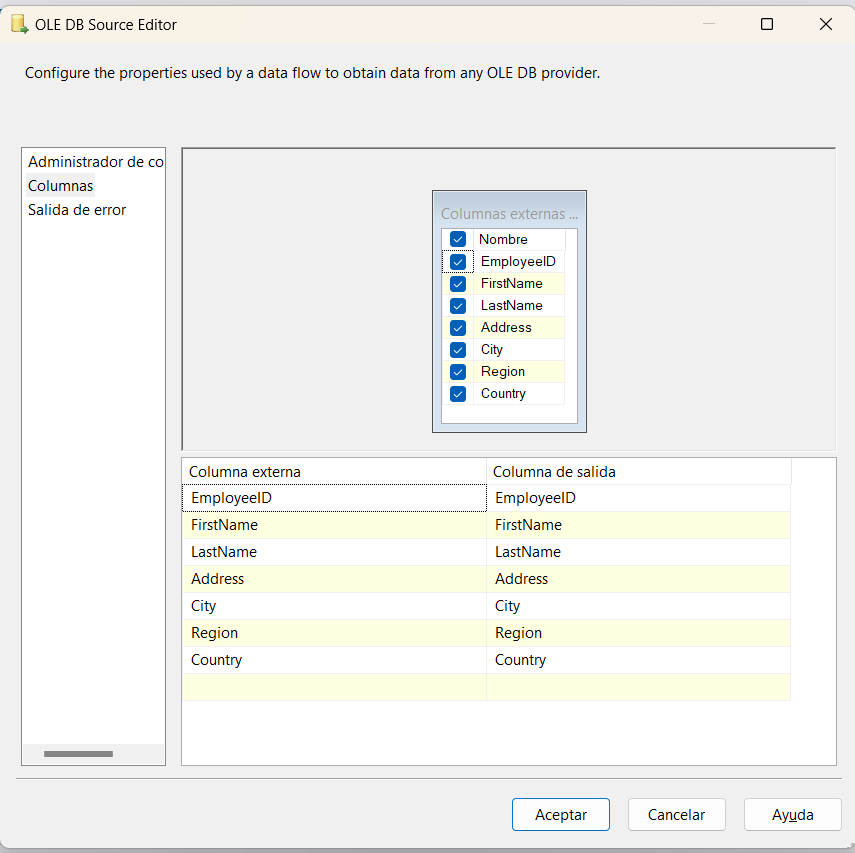 OLE DB Source Editor
Configure the properties used by a data flow to obtain data from any OLE DB provider.
Administrador de co
Columnas
Salida de error
Columnas externas ...
Nombre
EmployeeID
FirstName
LastName
Address
City
Region
Country
Columna externa Columna de salida
EmployeeID EmployeeID
FirstName FirstName
LastName LastName
Address Address
City City
Region Region
Country Country
Aceptar Cancelar Ayuda